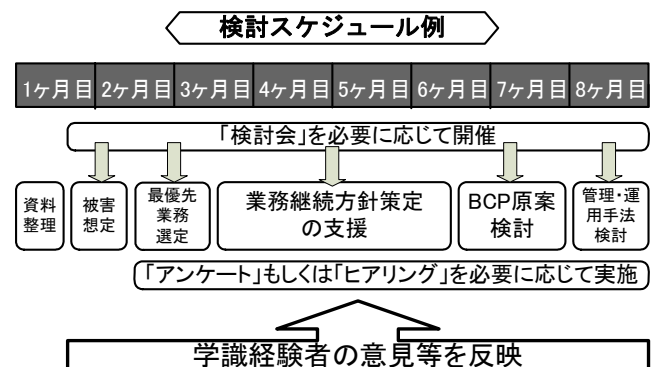 検討スケジュール例
1ヶ月目 2ヶ月目 3ヶ月目 4ヶ月目 5ヶ月目 6ヶ月目 7ヶ月目 8ヶ月目
「検討会」を必要に応じて開催
資料
整理
被害
想定
最優先
業務
選定
業務継続方針策定
の支援
BCP原案
検討
管理・運
用手法
検討
「アンケート」もしくは「ヒアリング」を必要に応じて実施
学識経験者の意見等を反映